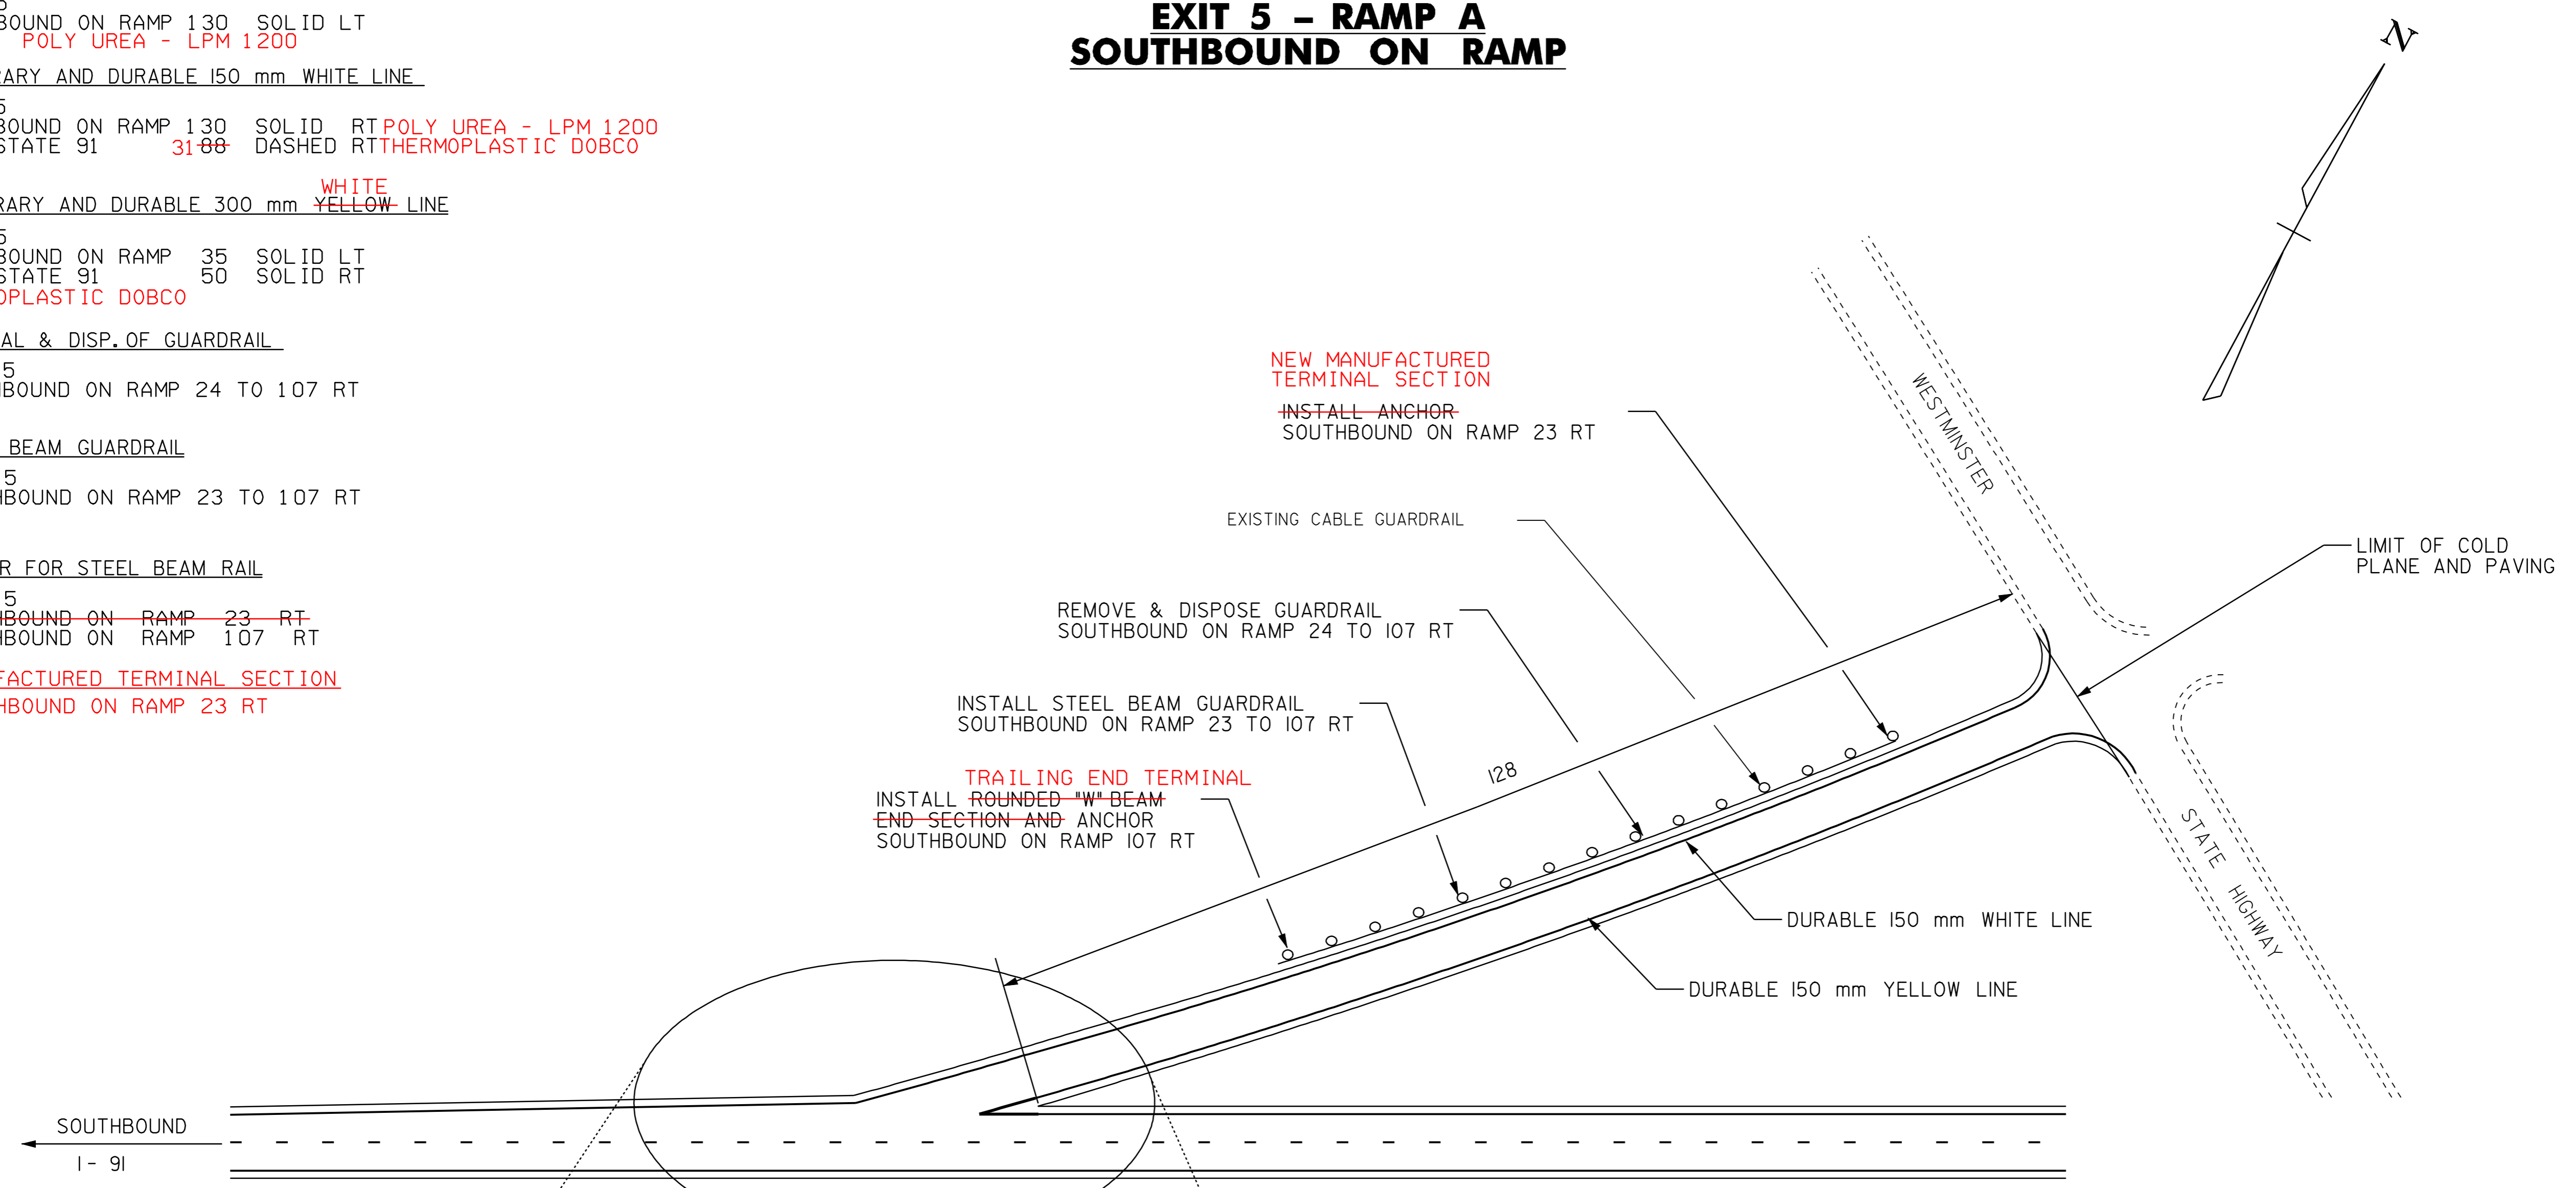 EXIT 5 – RAMP A
SOUTHBOUND ON RAMP
N
BOUND ON RAMP 130 SOLID LT
POLY UREA - LPM 1200
RARY AND DURABLE 150 mm WHITE LINE
5
BOUND ON RAMP 130 SOLID RT POLY UREA - LPM 1200
STATE 91 31 88 DASHED RT THERMOPLASTIC DOBCO
WHITE
RARY AND DURABLE 300 mm YELLOW LINE
5
BOUND ON RAMP 35 SOLID LT
STATE 91 50 SOLID RT
OPLASTIC DOBCO
AL & DISP. OF GUARDRAIL
5
HBOUND ON RAMP 24 TO 107 RT
BEAM GUARDRAIL
5
HBOUND ON RAMP 23 TO 107 RT
R FOR STEEL BEAM RAIL
5
HBOUND ON RAMP 23 RT
HBOUND ON RAMP 107 RT
FACTURED TERMINAL SECTION
HBOUND ON RAMP 23 RT
NEW MANUFACTURED
TERMINAL SECTION
INSTALL ANCHOR
SOUTHBOUND ON RAMP 23 RT
EXISTING CABLE GUARDRAIL
REMOVE & DISPOSE GUARDRAIL
SOUTHBOUND ON RAMP 24 TO 107 RT
INSTALL STEEL BEAM GUARDRAIL
SOUTHBOUND ON RAMP 23 TO 107 RT
TRAILING END TERMINAL
INSTALL ROUNDED "W" BEAM
END SECTION AND ANCHOR
SOUTHBOUND ON RAMP 107 RT
128
WESTMINSTER
LIMIT OF COLD
PLANE AND PAVING
STATE HIGHWAY
DURABLE 150 mm WHITE LINE
DURABLE 150 mm YELLOW LINE
SOUTHBOUND
I- 91